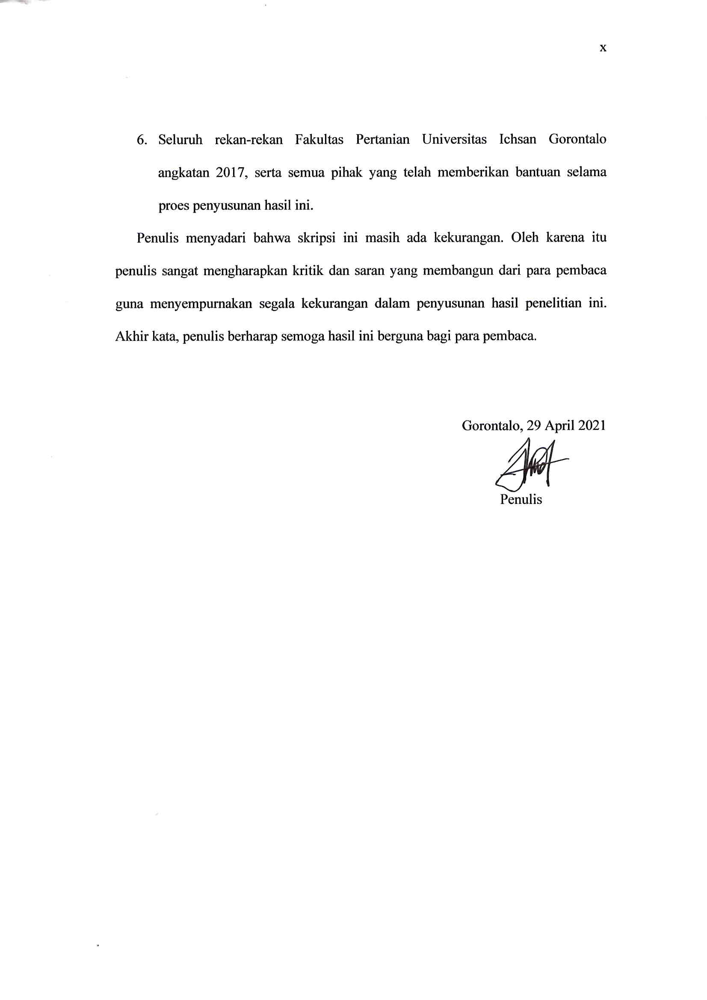 x
6. Seluruh rekan-rekan Fakultas Pertanian Universitas Ichsan Gorontalo
angkatan 2017, serta semua pihak yang telah memberikan bantuan selama
proes penyusunan hasil ini.
Penulis menyadari bahwa skripsi ini masih ada kekurangan. Oleh karena itu
penulis sangat mengharapkan kritik dan saran yang membangun dari para pembaca
guna menyempurnakan segala kekurangan dalam penyusunan hasil penelitian ini.
Akhir kata, penulis berharap semoga hasil ini berguna bagi para pembaca.
Gorontalo, 29 April 2021
Penulis